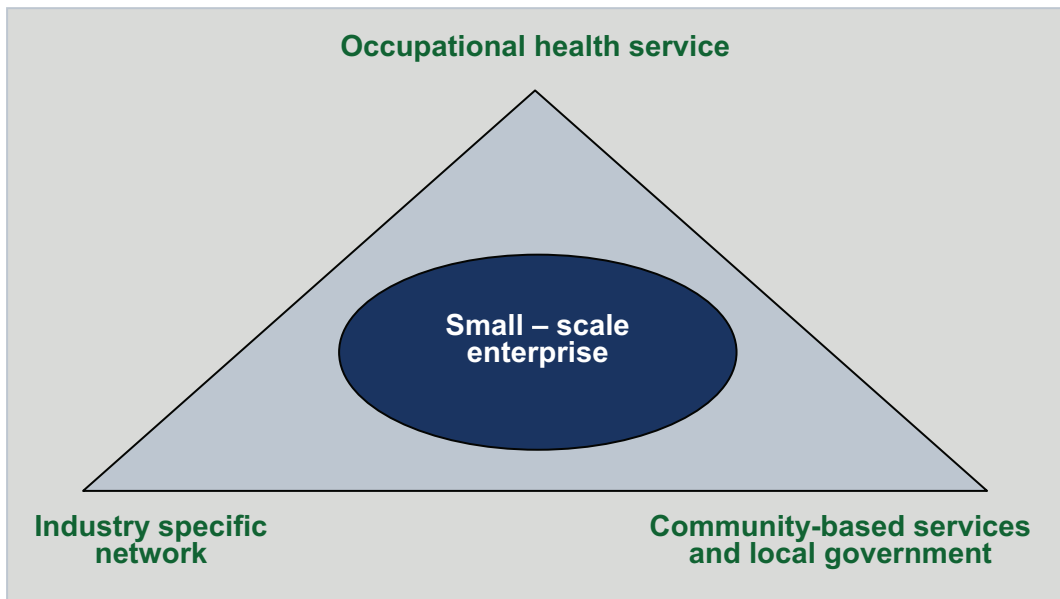 Occupational health service
Small – scale
enterprise
Industry specific
network
Community-based services
and local government